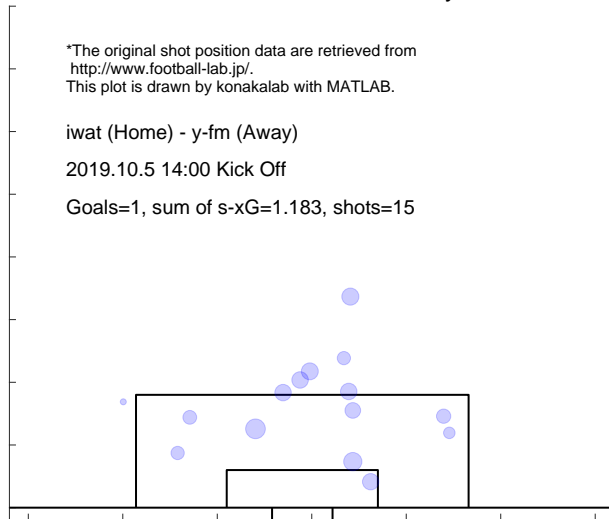 *The original shot position data are retrieved from
http://www.football-lab.jp/.
This plot is drawn by konakalab with MATLAB.
iwat (Home) - y-fm (Away)
2019.10.5 14:00 Kick Off
Goals=1, sum of s-xG=1.183, shots=15